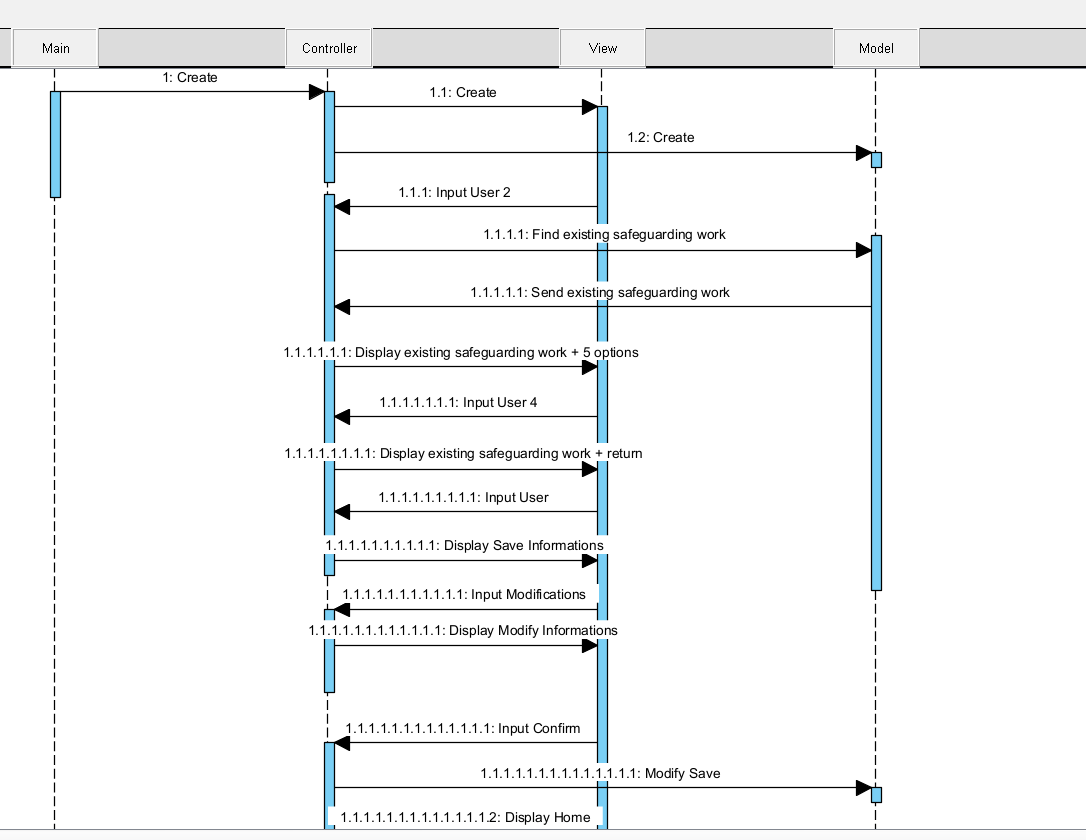 Main
Controller
View
Model
1: Create
1.1: Create
1.2: Create
1.1.1: Input User 2
1.1.1.1: Find existing safeguarding work
1.1.1.1.1: Send existing safeguarding work
1.1.1.1.1.1: Display existing safeguarding work + 5 options
1.1.1.1.1.1.1: Input User 4
1.1.1.1.1.1.1.1: Display existing safeguarding work + return
1.1.1.1.1.1.1.1.1: Input User
1.1.1.1.1.1.1.1.1.1: Display Save Informations
1.1.1.1.1.1.1.1.1.1.1: Input Modifications
1.1.1.1.1.1.1.1.1.1.1.1: Display Modify Informations
1.1.1.1.1.1.1.1.1.1.1.1.1: Input Confirm
1.1.1.1.1.1.1.1.1.1.1.1.1.1: Modify Save
1.1.1.1.1.1.1.1.1.1.1.1.1.2: Display Home